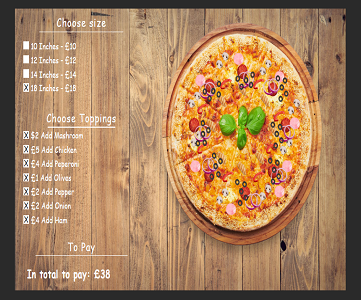 Choose size
10 Inches - £10
12 Inches - £12
14 Inches - £14
X 18 Inches - £18
Choose Toppings
X $2 Add Mashroom
X £5 Add Chicken
X £4 Add Peperoni
X £1 Add Olives
X £2 Add Pepper
X £2 Add Onion
X £4 Add Ham
To Pay
In total to pay: £38